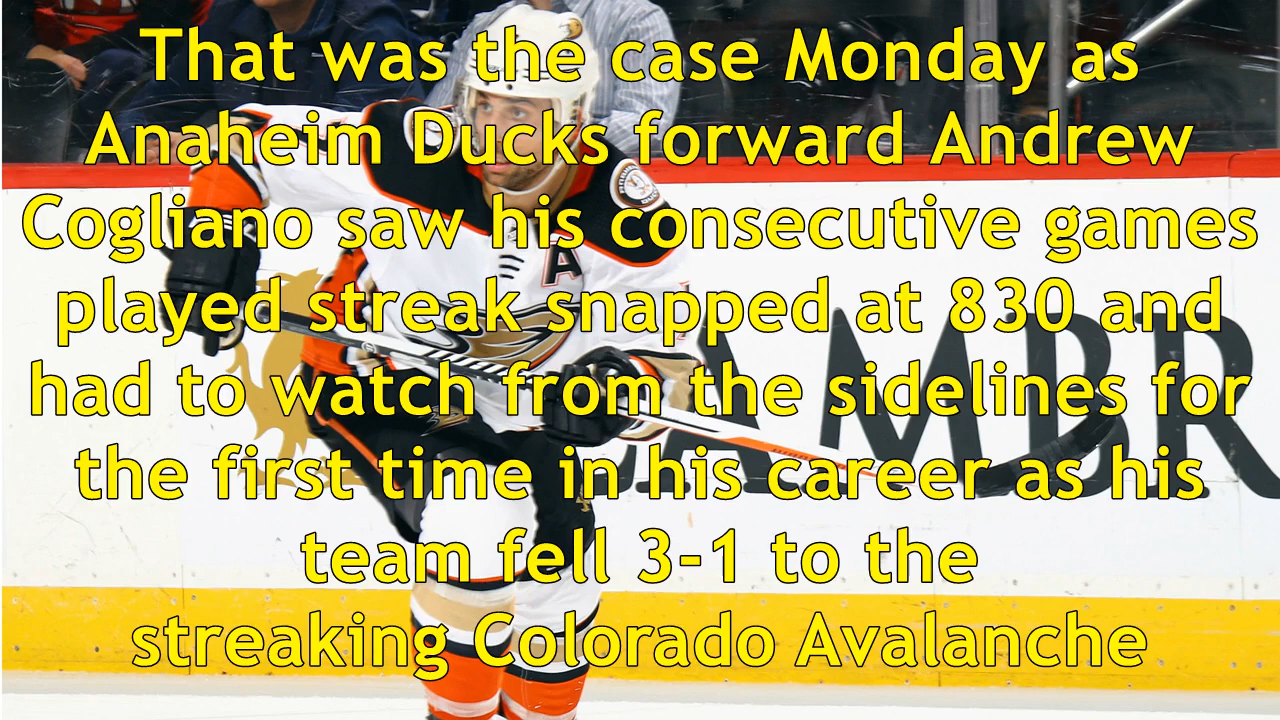 That was the case Monday as
Anaheim Ducks forward Andrew
Cogliano saw his consecutive games
played streak snapped at 830 and
had to watch from the sidelines for
the first time in his career as his
team fell 3-1 to the
streaking Colorado Avalanche
A
AMBR